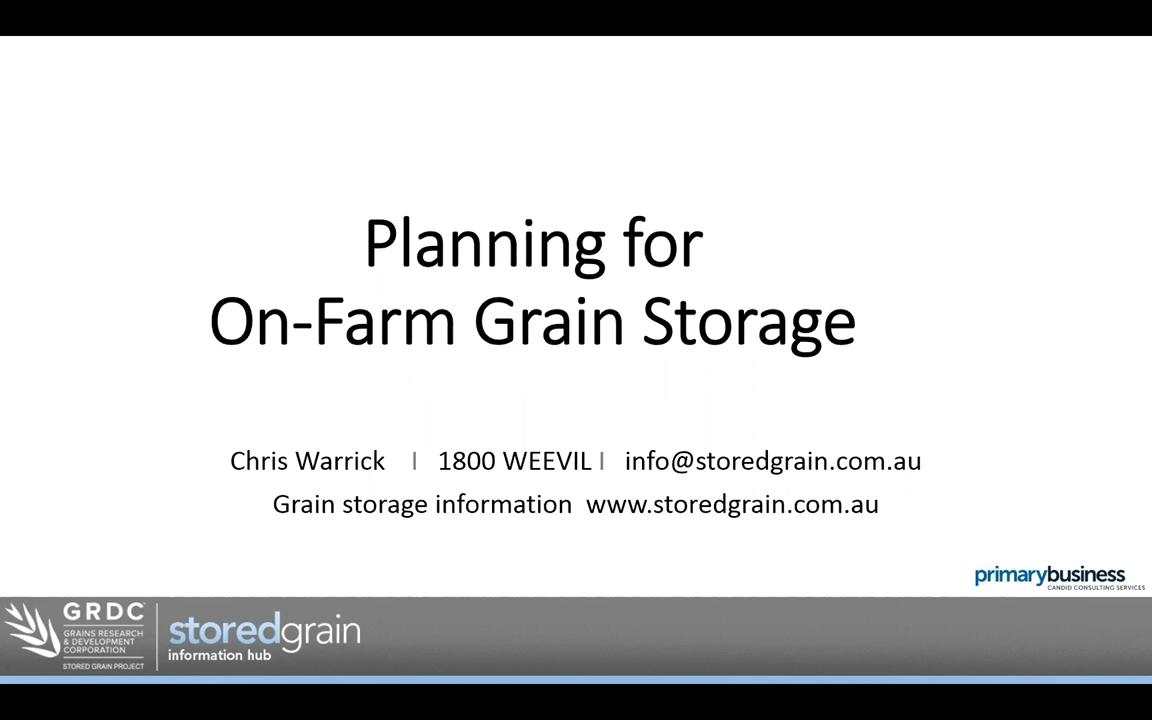 Planning for
On-Farm Grain Storage
Chris Warrick | 1800 WEEVIL | info@storedgrain.com.au
Grain storage information www.storedgrain.com.au
primarybusiness
CANDID CONSULTING SERVICES
GRDC
GRAINS RESEARCH
& DEVELOPMENT
CORPORATION
STORED GRAIN PROJECT
storedgrain
information hub